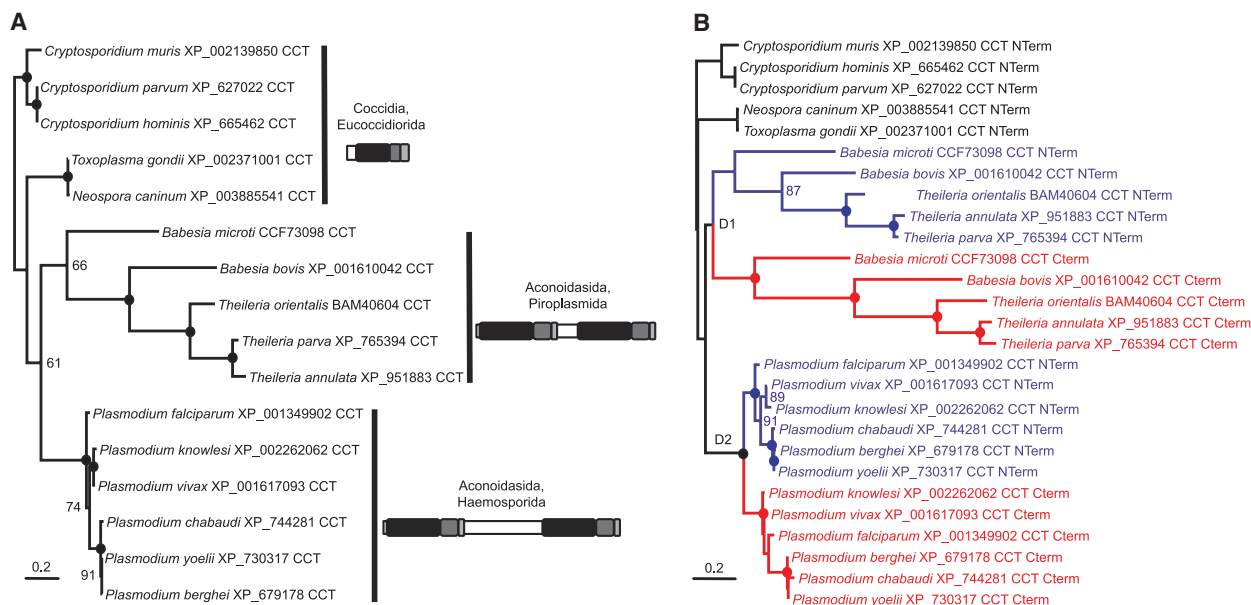 A
Cryptosporidium muris XP_002139850 CCT
Cryptosporidium parvum XP_627022 CCT
Cryptosporidium hominis XP_665462 CCT
Toxoplasma gondii XP_002371001 CCT
Neospora caninum XP_003885541 CCT
Babesia microti CCF73098 CCT
66
Babesia bovis XP_001610042 CCT
Theileria orientalis BAM40604 CCT
Theileria parva XP_765394 CCT
Theileria annulata XP_951883 CCT
61
Plasmodium falciparum XP_001349902 CCT
Plasmodium knowlesi XP_002262062 CCT
Plasmodium vivax XP_001617093 CCT
74
Plasmodium chabaudi XP_744281 CCT
Plasmodium yoelii XP_730317 CCT
91
Plasmodium berghei XP_679178 CCT
0.2
Coccidia,
Eucoccidiorida
Aconoidasida,
Piroplasmida
Aconoidasida,
Haemosporida
B
Cryptosporidium muris XP_002139850 CCT NTerm
Cryptosporidium hominis XP_665462 CCT NTerm
Cryptosporidium parvum XP_627022 CCT NTerm
Neospora caninum XP_003885541 CCT NTerm
Toxoplasma gondii XP_002371001 CCT NTerm
Babesia microti CCF73098 CCT NTerm
Babesia bovis XP_001610042 CCT NTerm
87
Theileria orientalis BAM40604 CCT NTerm
Theileria annulata XP_951883 CCT NTerm
D1
Theileria parva XP_765394 CCT NTerm
Babesia microti CCF73098 CCT Cterm
Babesia bovis XP_001610042 CCT Cterm
Theileria orientalis BAM40604 CCT Cterm
Theileria annulata XP_951883 CCT Cterm
Theileria parva XP_765394 CCT Cterm
Plasmodium falciparum XP_001349902 CCT NTerm
Plasmodium vivax XP_001617093 CCT NTerm
89
Plasmodium knowlesi XP_002262062 CCT NTerm
91
Plasmodium chabaudi XP_744281 CCT NTerm
D2
Plasmodium berghei XP_679178 CCT NTerm
Plasmodium yoelii XP_730317 CCT NTerm
Plasmodium knowlesi XP_002262062 CCT Cterm
Plasmodium vivax XP_001617093 CCT Cterm
Plasmodium falciparum XP_001349902 CCT Cterm
Plasmodium berghei XP_679178 CCT Cterm
Plasmodium chabaudi XP_744281 CCT Cterm
Plasmodium yoelii XP_730317 CCT Cterm
0.2